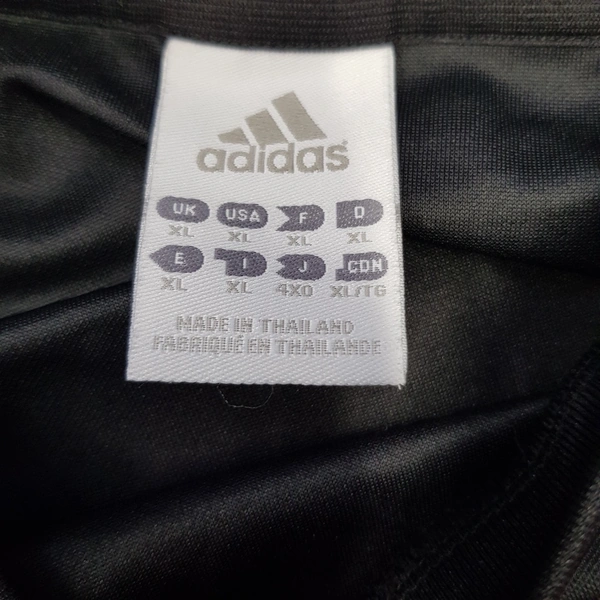 adidas
UK USA F D
XL XL XL XL
E I J CDN
XL XL 4XO XL/TG
MADE IN THAILAND
FABRIQUÉ EN THAILANDE